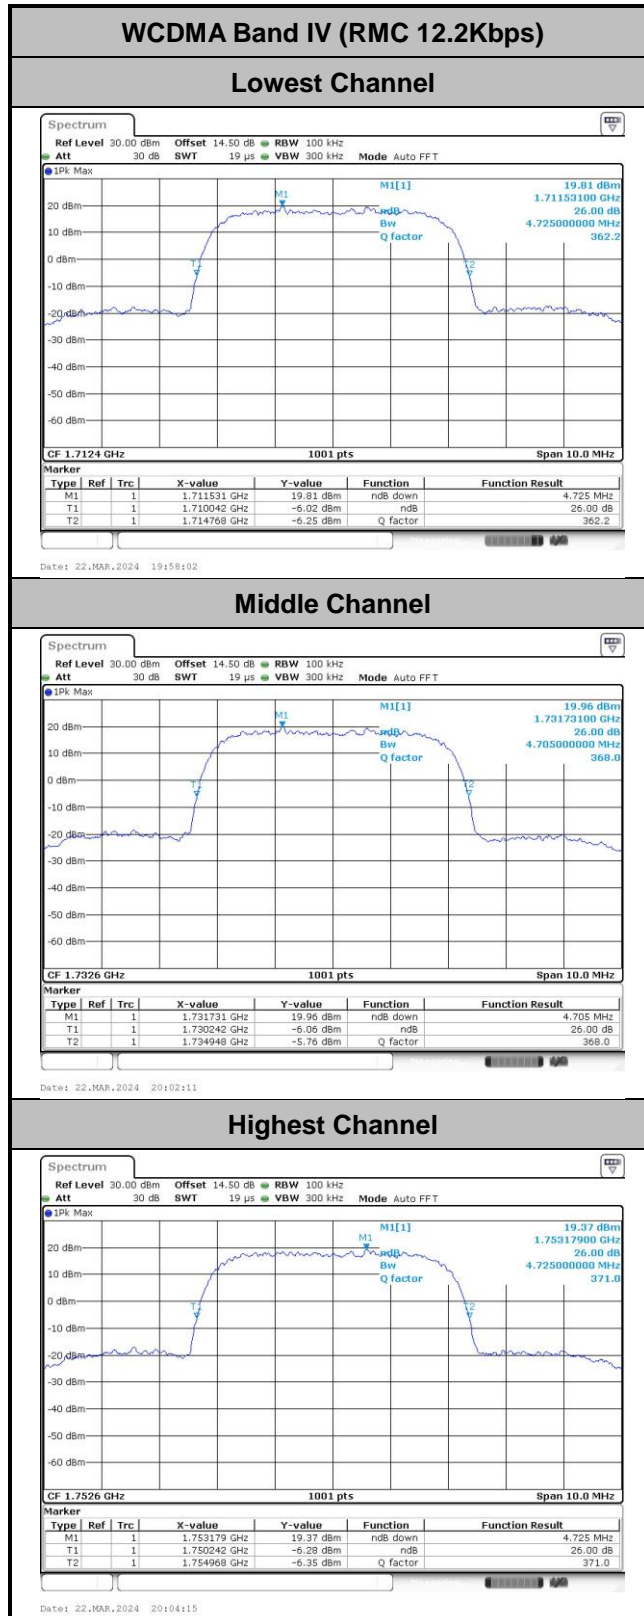 WCDMA Band IV (RMC 12.2Kbps)
Lowest Channel
Spectrum
Ref Level 30.00 dBm Offset 14.50 dB RBW 100 kHz
Att 30 dB SWT 19 µs VBW 300 kHz Mode Auto FFT
1Pk Max
M1[1] 19.81 dBm
1.71153100 GHz
ndB 26.00 dB
Bw 4.725000000 MHz
Q factor 362.2
M1
T1
T2
20 dBm
10 dBm
0 dBm
-10 dBm
-20 dBm
-30 dBm
-40 dBm
-50 dBm
-60 dBm
CF 1.7124 GHz 1001 pts Span 10.0 MHz
Marker
Type Ref Trc X-value Y-value Function Function Result
M1 1 1.711531 GHz 19.81 dBm ndB down 4.725 MHz
T1 1 1.710042 GHz -6.02 dBm ndB 26.00 dB
T2 1 1.714768 GHz -6.25 dBm Q factor 362.2
Date: 22.MAR.2024 19:58:02
Middle Channel
Spectrum
Ref Level 30.00 dBm Offset 14.50 dB RBW 100 kHz
Att 30 dB SWT 19 µs VBW 300 kHz Mode Auto FFT
1Pk Max
M1[1] 19.96 dBm
1.73173100 GHz
ndB 26.00 dB
Bw 4.705000000 MHz
Q factor 368.0
M1
T1
T2
20 dBm
10 dBm
0 dBm
-10 dBm
-20 dBm
-30 dBm
-40 dBm
-50 dBm
-60 dBm
CF 1.7326 GHz 1001 pts Span 10.0 MHz
Marker
Type Ref Trc X-value Y-value Function Function Result
M1 1 1.731731 GHz 19.96 dBm ndB down 4.705 MHz
T1 1 1.730242 GHz -6.06 dBm ndB 26.00 dB
T2 1 1.734948 GHz -5.76 dBm Q factor 368.0
Date: 22.MAR.2024 20:02:11
Highest Channel
Spectrum
Ref Level 30.00 dBm Offset 14.50 dB RBW 100 kHz
Att 30 dB SWT 19 µs VBW 300 kHz Mode Auto FFT
1Pk Max
M1[1] 19.37 dBm
1.75317900 GHz
ndB 26.00 dB
Bw 4.725000000 MHz
Q factor 371.0
M1
T1
T2
20 dBm
10 dBm
0 dBm
-10 dBm
-20 dBm
-30 dBm
-40 dBm
-50 dBm
-60 dBm
CF 1.7526 GHz 1001 pts Span 10.0 MHz
Marker
Type Ref Trc X-value Y-value Function Function Result
M1 1 1.753179 GHz 19.37 dBm ndB down 4.725 MHz
T1 1 1.750242 GHz -6.28 dBm ndB 26.00 dB
T2 1 1.754968 GHz -6.35 dBm Q factor 371.0
Date: 22.MAR.2024 20:04:15